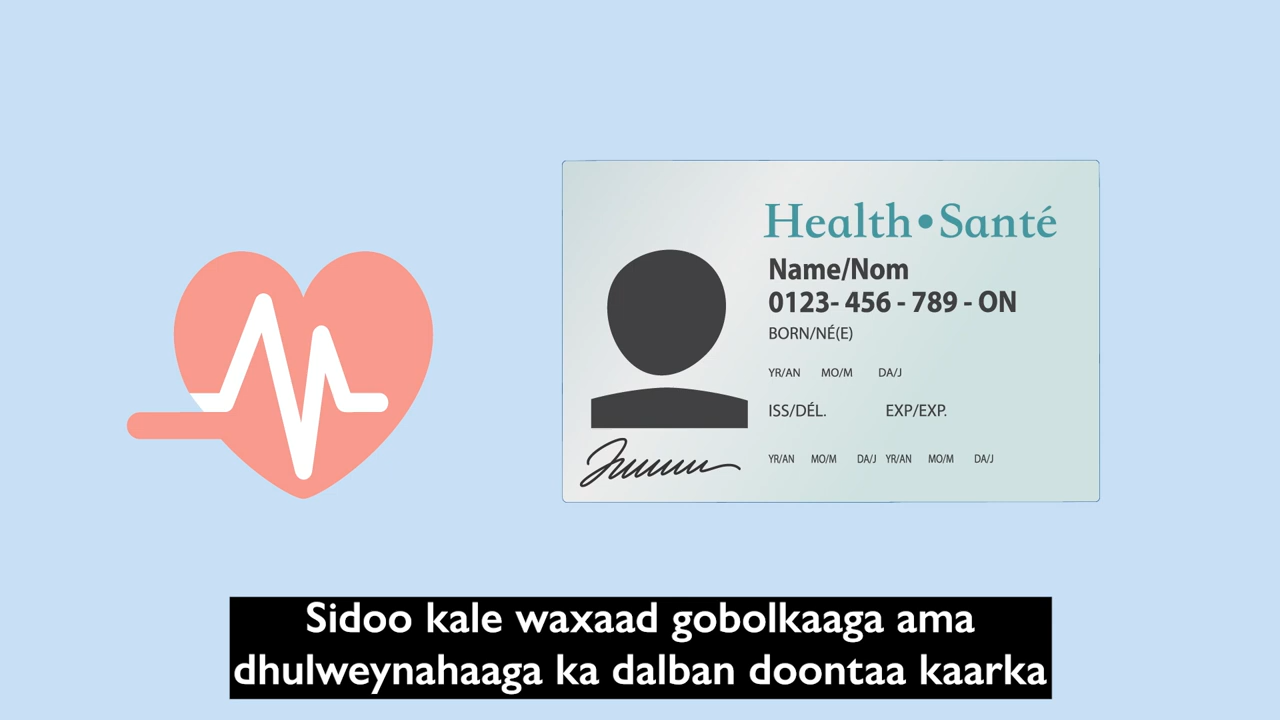 Health•Santé
Name/Nom
0123- 456 - 789 - ON
BORN/NÉ(E)
YR/AN MO/M DA/J
ISS/DÉL. EXP/EXP.
YR/AN MO/M DA/J YR/AN MO/M DA/J
Sidoo kale waxaad gobolkaaga ama
dhulweynahaaga ka dalban doontaa kaarka